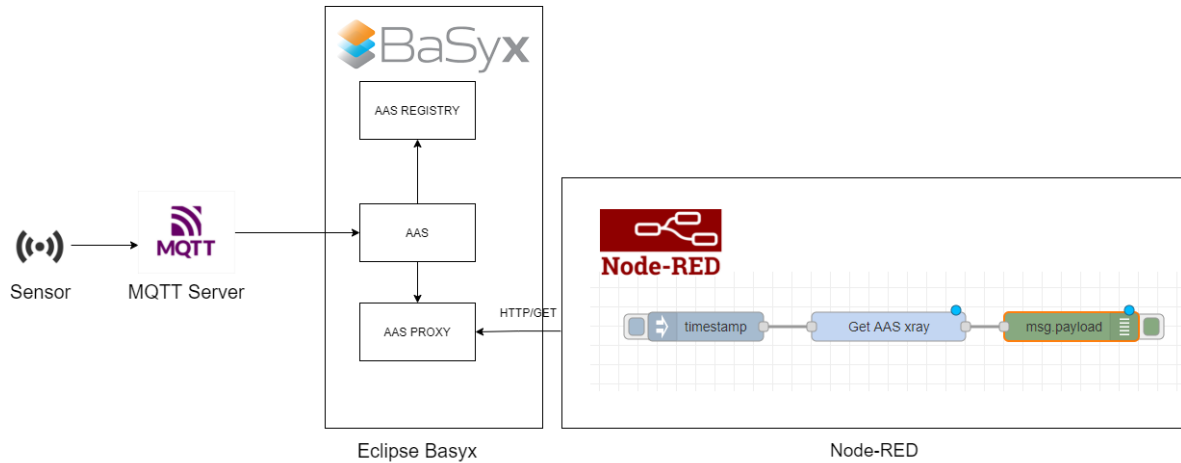 BaSyx
AAS REGISTRY
AAS
AAS PROXY
HTTP/GET
MQTT
Sensor
MQTT Server
Node-RED
timestamp
Get AAS xray
msg.payload
Eclipse Basyx
Node-RED